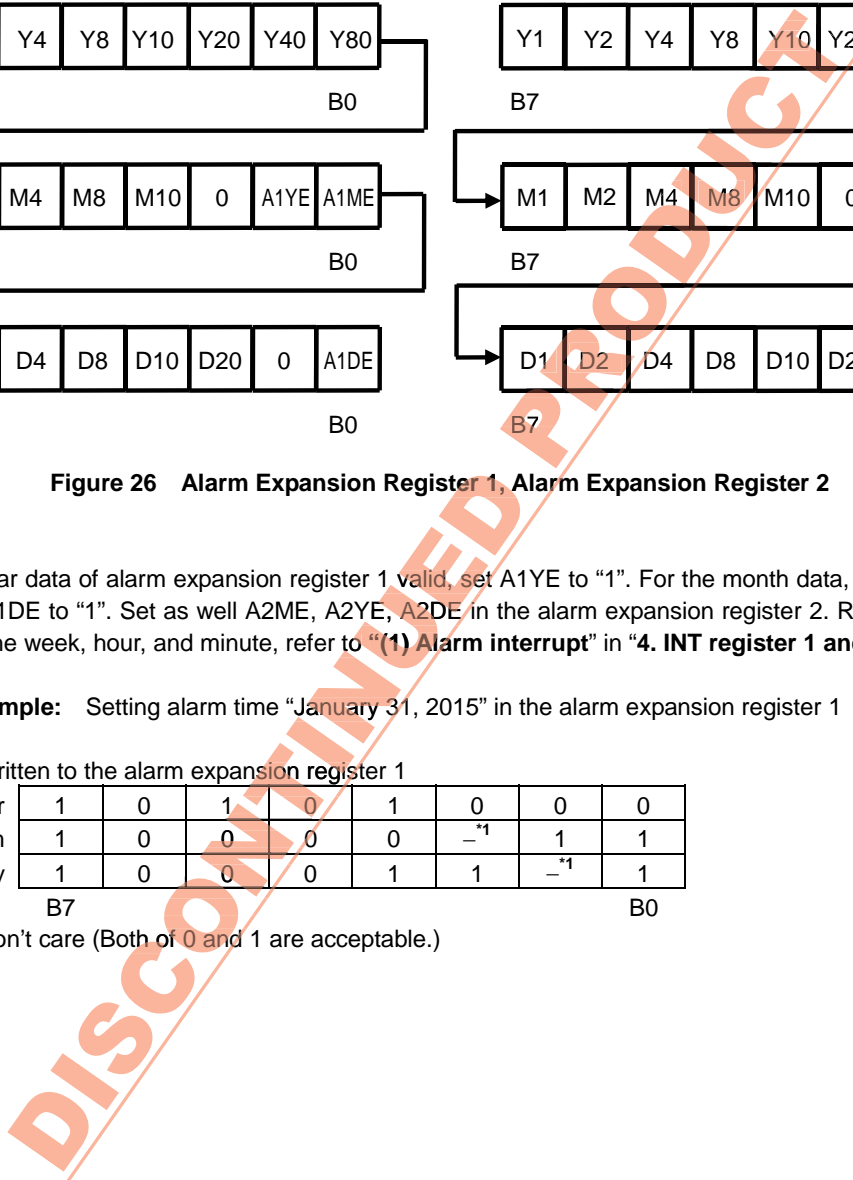 Y4 Y8 Y10 Y20 Y40 Y80 Y1 Y2 Y4 Y8 Y10 Y2
B0 B7
M4 M8 M10 0 A1YE A1ME M1 M2 M4 M8 M10 0
B0 B7
D4 D8 D10 D20 0 A1DE D1 D2 D4 D8 D10 D2
B0 B7
Figure 26 Alarm Expansion Register 1, Alarm Expansion Register 2
ar data of alarm expansion register 1 valid, set A1YE to “1”. For the month data,
1DE to “1”. Set as well A2ME, A2YE, A2DE in the alarm expansion register 2. R
ne week, hour, and minute, refer to “(1) Alarm interrupt” in “4. INT register 1 an
mple: Setting alarm time “January 31, 2015” in the alarm expansion register 1
ritten to the alarm expansion register 1
r 1 0 1 0 1 0 0 0
n 1 0 0 0 0 –*1 1 1
y 1 0 0 0 1 1 –*1 1
B7 B0
on’t care (Both of 0 and 1 are acceptable.)
DISCONTINUED PRODUCT